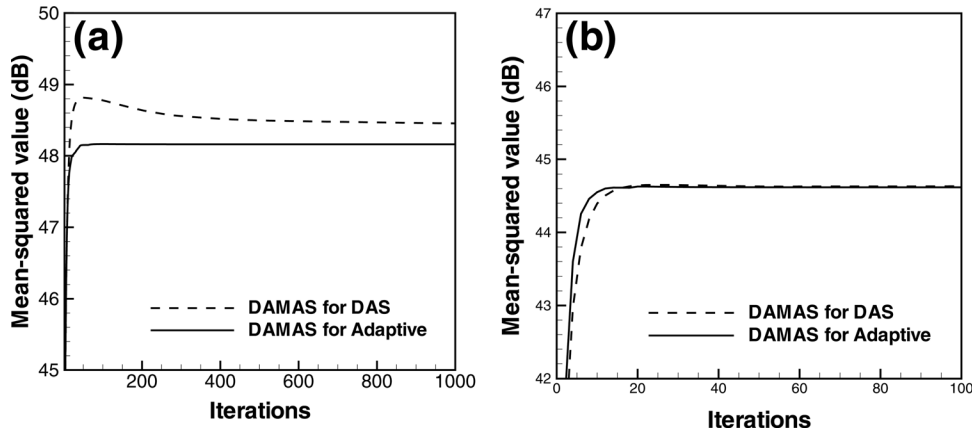 (a)
Mean-squared value (dB)
50
49
48
47
46
45
200
400
600
800
1000
Iterations
DAMAS for DAS
DAMAS for Adaptive
(b)
Mean-squared value (dB)
47
46
45
44
43
42
0
20
40
60
80
100
Iterations
DAMAS for DAS
DAMAS for Adaptive